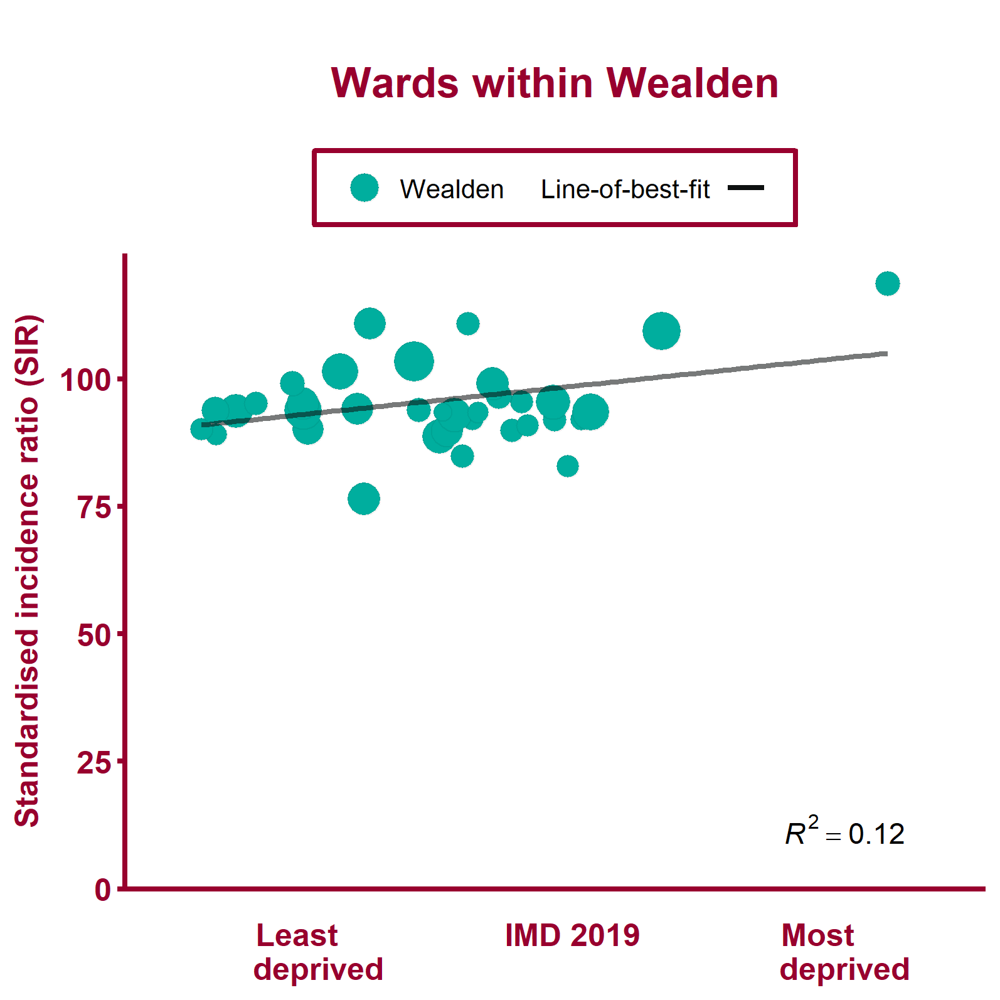 Wards within Wealden
Wealden Line-of-best-fit
Standardised incidence ratio (SIR)
100
75
50
25
0
R² = 0.12
Least deprived
IMD 2019
Most deprived